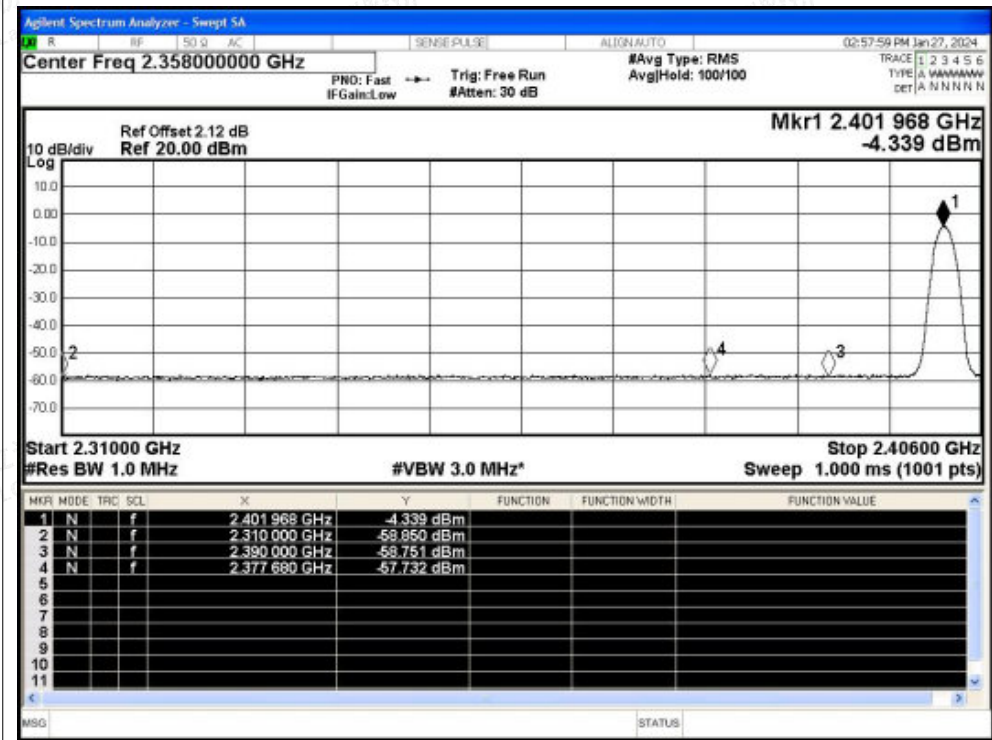 Agilent Spectrum Analyzer - Swept SA
R RF 50 Ω AC SENSE:PULSE ALIGN AUTO 02:57:59 PM Jan 27, 2024
Center Freq 2.358000000 GHz #Avg Type: RMS TRACE 1 2 3 4 5 6
PNO: Fast Trig: Free Run Avg|Hold: 100/100 TYPE A WWWWW
IFGain:Low #Atten: 30 dB DET A N N N N N
Mkr1 2.401 968 GHz
Ref Offset 2.12 dB
10 dB/div Ref 20.00 dBm -4.339 dBm
Log
10.0
0.00
-10.0
-20.0
-30.0
-40.0
-50.0
-60.0
-70.0
1
2 4 3
Start 2.31000 GHz Stop 2.40600 GHz
#Res BW 1.0 MHz #VBW 3.0 MHz* Sweep 1.000 ms (1001 pts)
MKR MODE TRC SCL X Y FUNCTION FUNCTION WIDTH FUNCTION VALUE
1 N f 2.401 968 GHz -4.339 dBm
2 N f 2.310 000 GHz -58.850 dBm
3 N f 2.390 000 GHz -58.751 dBm
4 N f 2.377 680 GHz -57.732 dBm
5
6
7
8
9
10
11
MSG STATUS